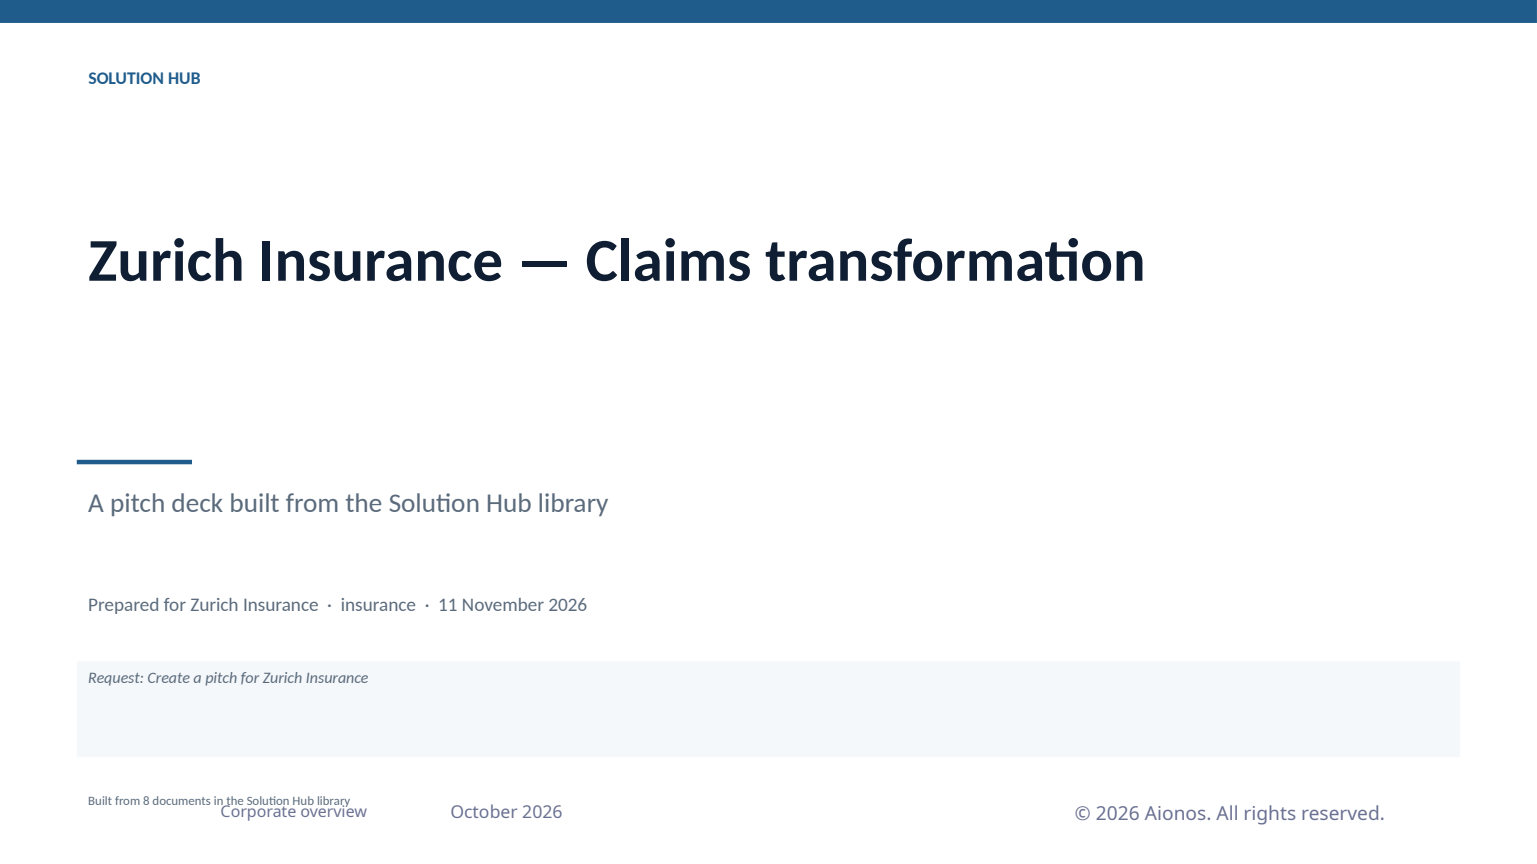 SOLUTION HUB
Zurich Insurance — Claims transformation
A pitch deck built from the Solution Hub library
Prepared for Zurich Insurance · insurance · 11 November 2026
Request: Create a pitch for Zurich Insurance
Built from 8 documents in the Solution Hub library
Corporate overview
October 2026
© 2026 Aionos. All rights reserved.